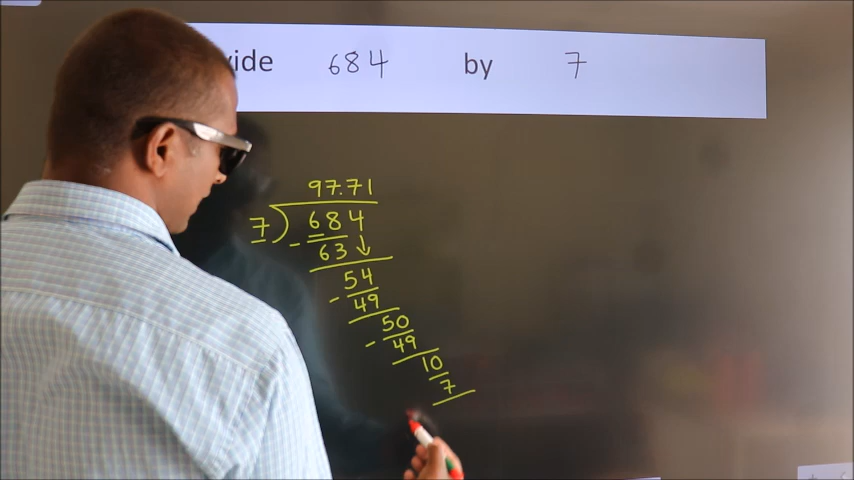 vide 684 by 7
97.71
7 ) 684
- 63 ↓
54
- 49
50
- 49
10
7